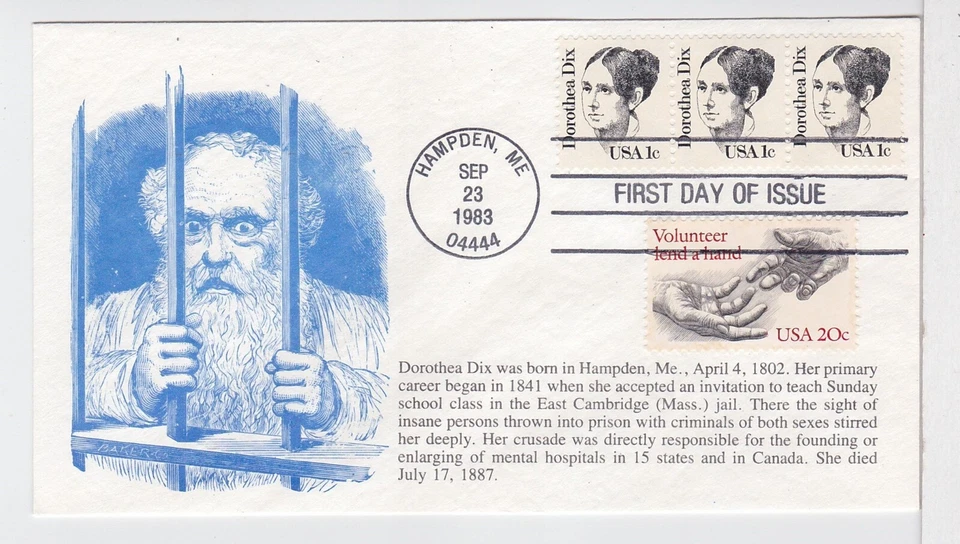 Dorothea Dix
USA 1c
Dorothea Dix
USA 1c
Dorothea Dix
USA 1c
HAMPDEN, ME
SEP
23
1983
04444
FIRST DAY OF ISSUE
Volunteer
lend a hand
USA 20c
BAKER
Dorothea Dix was born in Hampden, Me., April 4, 1802. Her primary
career began in 1841 when she accepted an invitation to teach Sunday
school class in the East Cambridge (Mass.) jail. There the sight of
insane persons thrown into prison with criminals of both sexes stirred
her deeply. Her crusade was directly responsible for the founding or
enlarging of mental hospitals in 15 states and in Canada. She died
July 17, 1887.